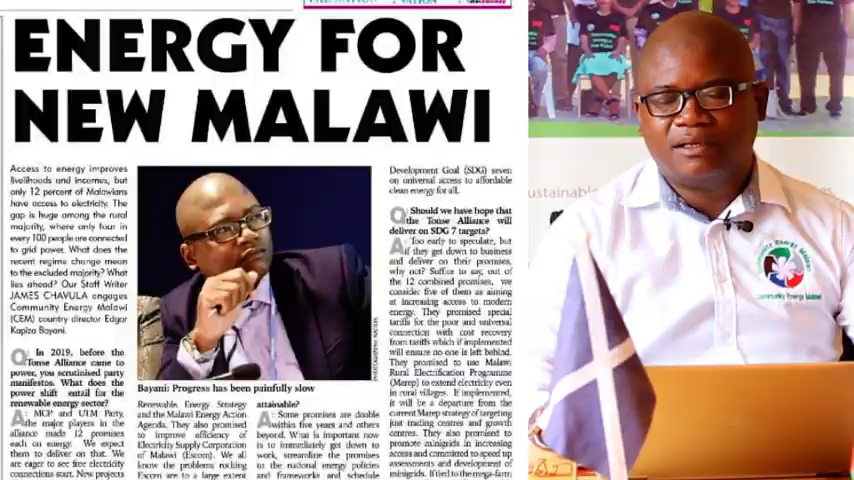 NATION
ENERGY FOR
NEW MALAWI
Access to energy improves
livelihoods and incomes, but
only 12 percent of Malawians
have access to electricity. The
gap is huge among the rural
majority, where only four in
every 100 people are connected
to grid power. What does the
recent regime change mean
to the excluded majority? What
lies ahead? Our Staff Writer
JAMES CHAVULA engages
Community Energy Malawi
(CEM) country director Edgar
Kapiza Bayani.
Q: In 2019, before the
Tonse Alliance came to
power, you scrutinised party
manifestos. What does the
power shift entail for the
renewable energy sector?
A: MCP and UTM Party,
the major players in the
alliance made 12 promises
each on energy. We expect
them to deliver on that. We
are eager to see free electricity
connections start. New projects
Bayani: Progress has been painfully slow
Renewable Energy Strategy
and the Malawi Energy Action
Agenda. They also promised
to improve efficiency of
Electricity Supply Corporation
of Malawi (Escom). We all
know the problems rocking
Escom are to a large extent
attainable?
A: Some promises are doable
within five years and others
beyond. What is important now
is to immediately get down to
work, streamline the promises
to the national energy policies
and frameworks and schedule
Development Goal (SDG) seven
on universal access to affordable
clean energy for all.
Q: Should we have hope that
the Tonse Alliance will
deliver on SDG 7 targets?
A: Too early to speculate, but
if they get down to business
and deliver on their promises,
why not? Suffice to say, out of
the 12 combined promises, we
consider five of them as aiming
at increasing access to modern
energy. They promised special
tariffs for the poor and universal
connection with cost recovery
from tariffs which if implemented
will ensure no one is left behind.
They promised to use Malawi
Rural Electrification Programme
(Marep) to extend electricity even
in rural villages. If implemented,
it will be a departure from the
current Marep strategy of targeting
just trading centres and growth
centres. They also promised to
promote minigrids in increasing
access and committed to speed up
assessments and development of
minigrids. If tied to the mega-farm
sustainable
Community Energy Malawi
Community Energy Malawi